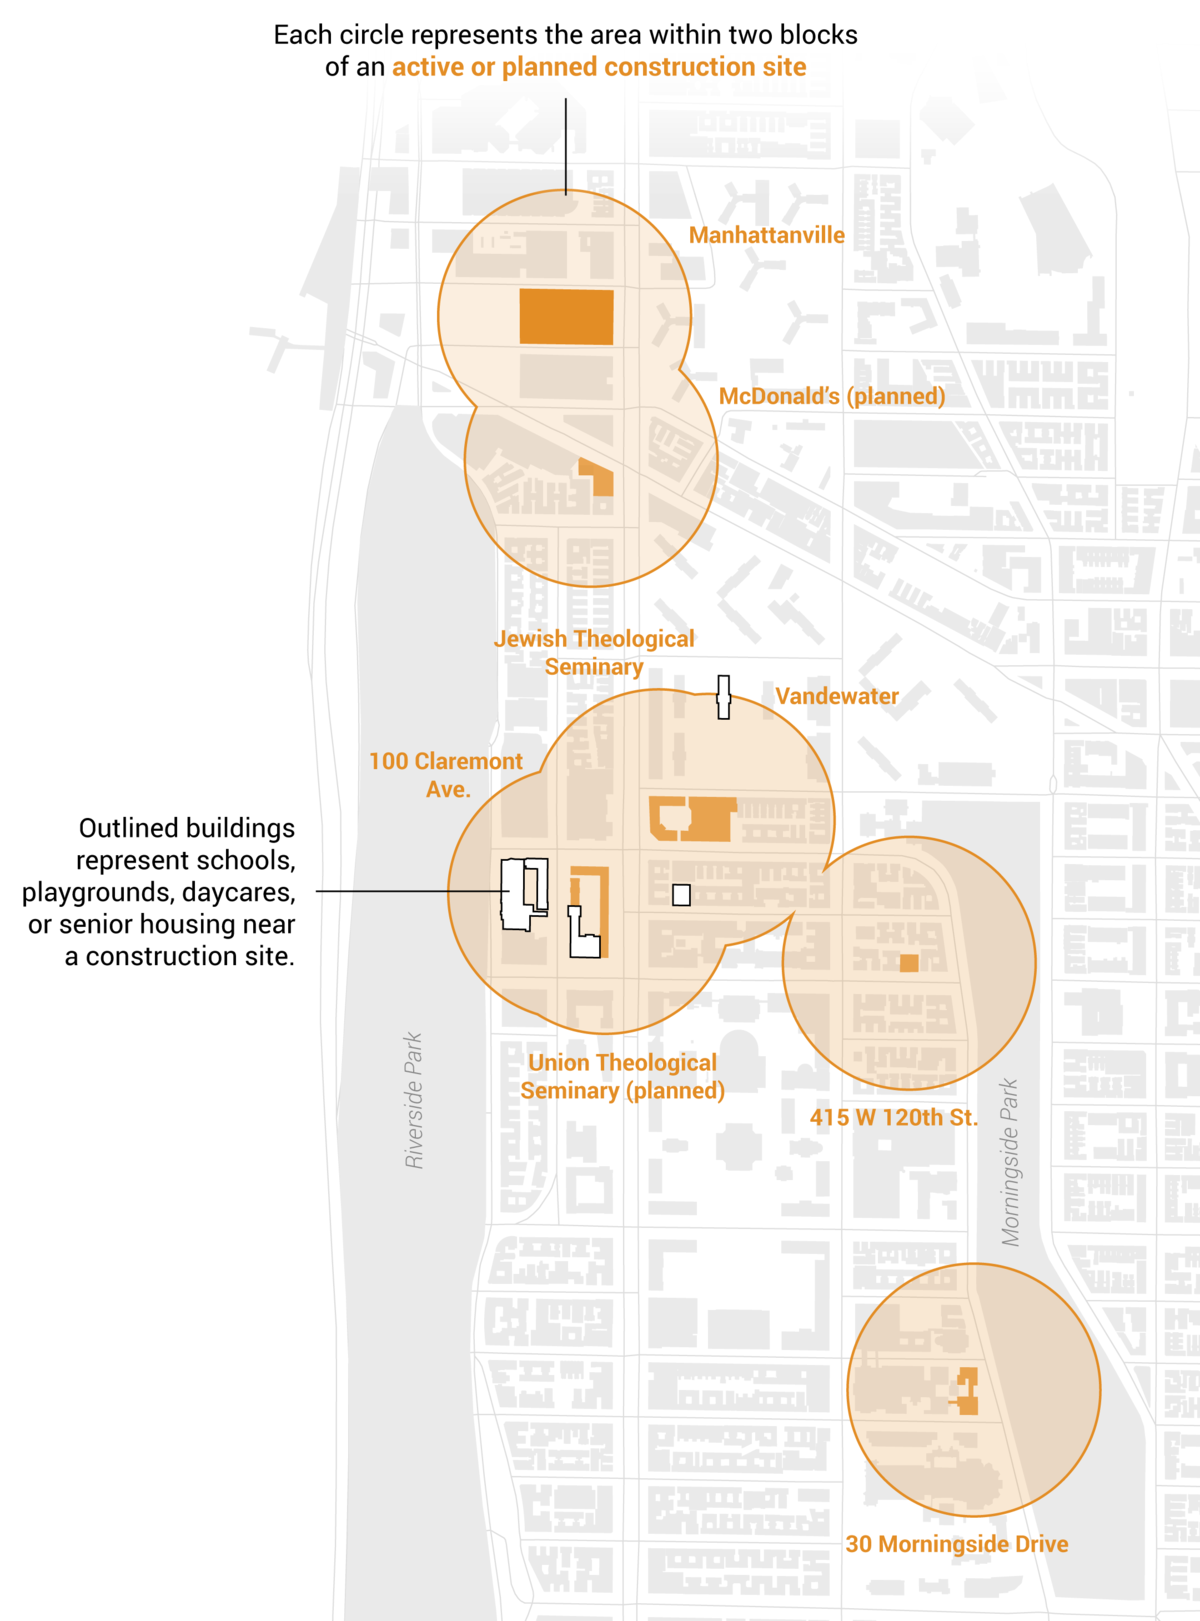 Each circle represents the area within two blocks
of an active or planned construction site
Manhattanville
McDonald's (planned)
Jewish Theological
Seminary
Vandewater
100 Claremont
Ave.
Outlined buildings
represent schools,
playgrounds, daycares,
or senior housing near
a construction site.
Union Theological
Seminary (planned)
415 W 120th St.
Riverside Park
Morningside Park
30 Morningside Drive